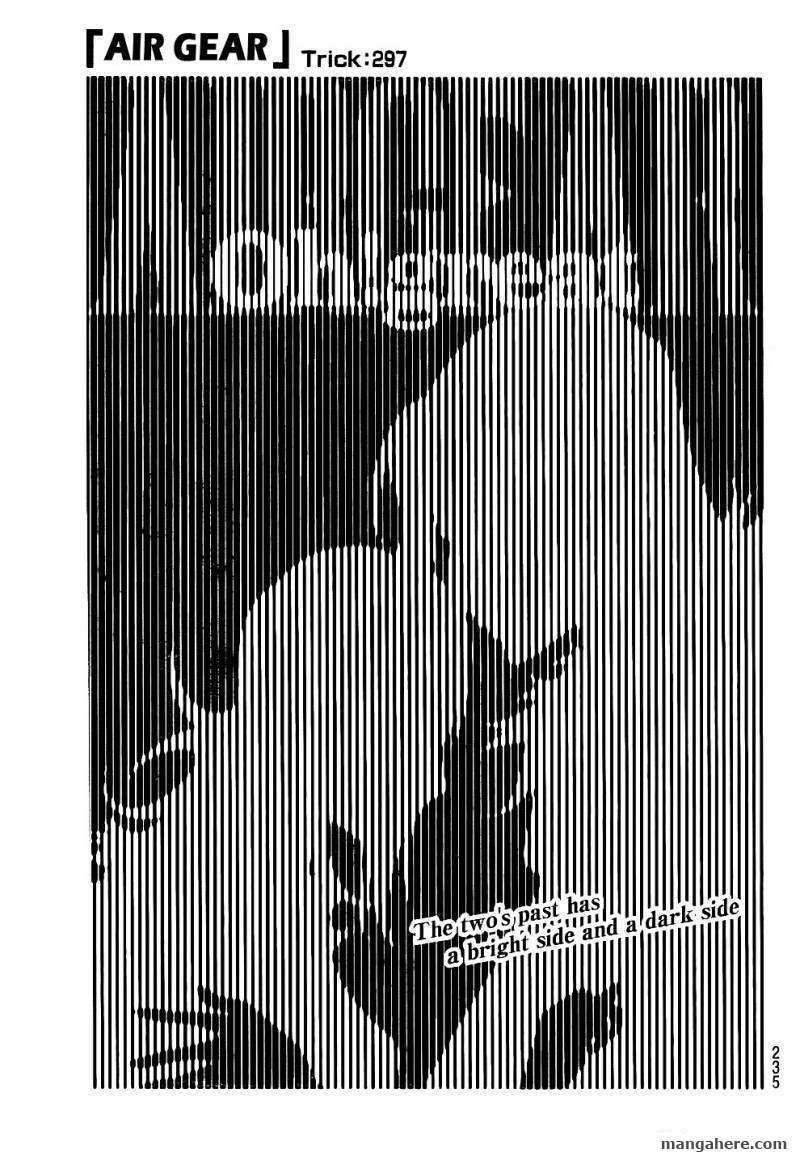 「AIR GEAR」 Trick:297
Oh!great
The two's past has
a bright side and a dark side
235
mangahere.com